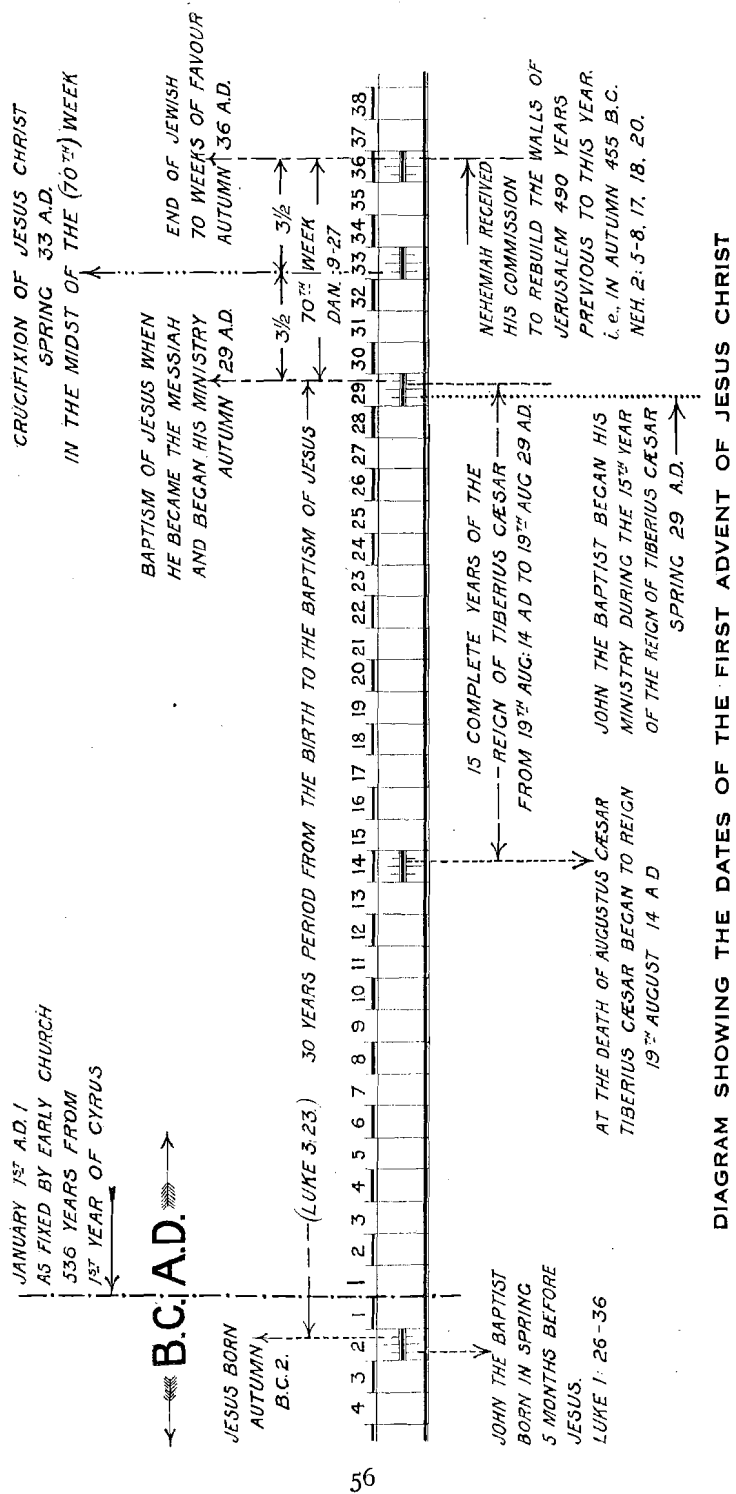 JANUARY 1ST A.D. 1
AS FIXED BY EARLY CHURCH
536 YEARS FROM
1ST YEAR OF CYRUS
B.C. A.D.
JESUS BORN
AUTUMN
B.C. 2.
CRUCIFIXION OF JESUS CHRIST
SPRING 33 A.D.
IN THE MIDST OF THE (70TH) WEEK
BAPTISM OF JESUS WHEN
HE BECAME THE MESSIAH
AND BEGAN HIS MINISTRY
AUTUMN 29 A.D.
END OF JEWISH
70 WEEKS OF FAVOUR
AUTUMN 36 A.D.
3½ 3½
70TH WEEK
DAN. 9-27
(LUKE 3:23.) 30 YEARS PERIOD FROM THE BIRTH TO THE BAPTISM OF JESUS
4 3 2 1 1 2 3 4 5 6 7 8 9 10 11 12 13 14 15 16 17 18 19 20 21 22 23 24 25 26 27 28 29 30 31 32 33 34 35 36 37 38
JOHN THE BAPTIST
BORN IN SPRING
5 MONTHS BEFORE
JESUS.
LUKE 1: 26-36
15 COMPLETE YEARS OF THE
REIGN OF TIBERIUS CÆSAR
FROM 19TH AUG: 14 AD TO 19TH AUG 29 AD.
AT THE DEATH OF AUGUSTUS CÆSAR
TIBERIUS CÆSAR BEGAN TO REIGN
19TH AUGUST 14 A D
JOHN THE BAPTIST BEGAN HIS
MINISTRY DURING THE 15TH YEAR
OF THE REIGN OF TIBERIUS CÆSAR
SPRING 29 A.D.
NEHEMIAH RECEIVED
HIS COMMISSION
TO REBUILD THE WALLS OF
JERUSALEM 490 YEARS
PREVIOUS TO THIS YEAR.
i.e., IN AUTUMN 455 B.C.
NEH. 2: 5-8, 17, 18, 20.
DIAGRAM SHOWING THE DATES OF THE FIRST ADVENT OF JESUS CHRIST
56